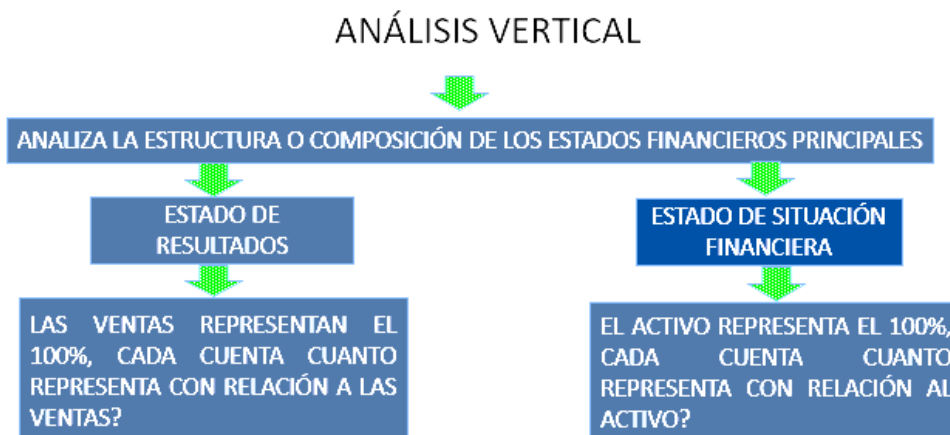 ANÁLISIS VERTICAL
ANALIZA LA ESTRUCTURA O COMPOSICIÓN DE LOS ESTADOS FINANCIEROS PRINCIPALES
ESTADO DE
RESULTADOS
LAS VENTAS REPRESENTAN EL
100%, CADA CUENTA CUANTO
REPRESENTA CON RELACIÓN A LAS
VENTAS?
ESTADO DE SITUACIÓN
FINANCIERA
EL ACTIVO REPRESENTA EL 100%,
CADA CUENTA CUANTO
REPRESENTA CON RELACIÓN AL
ACTIVO?